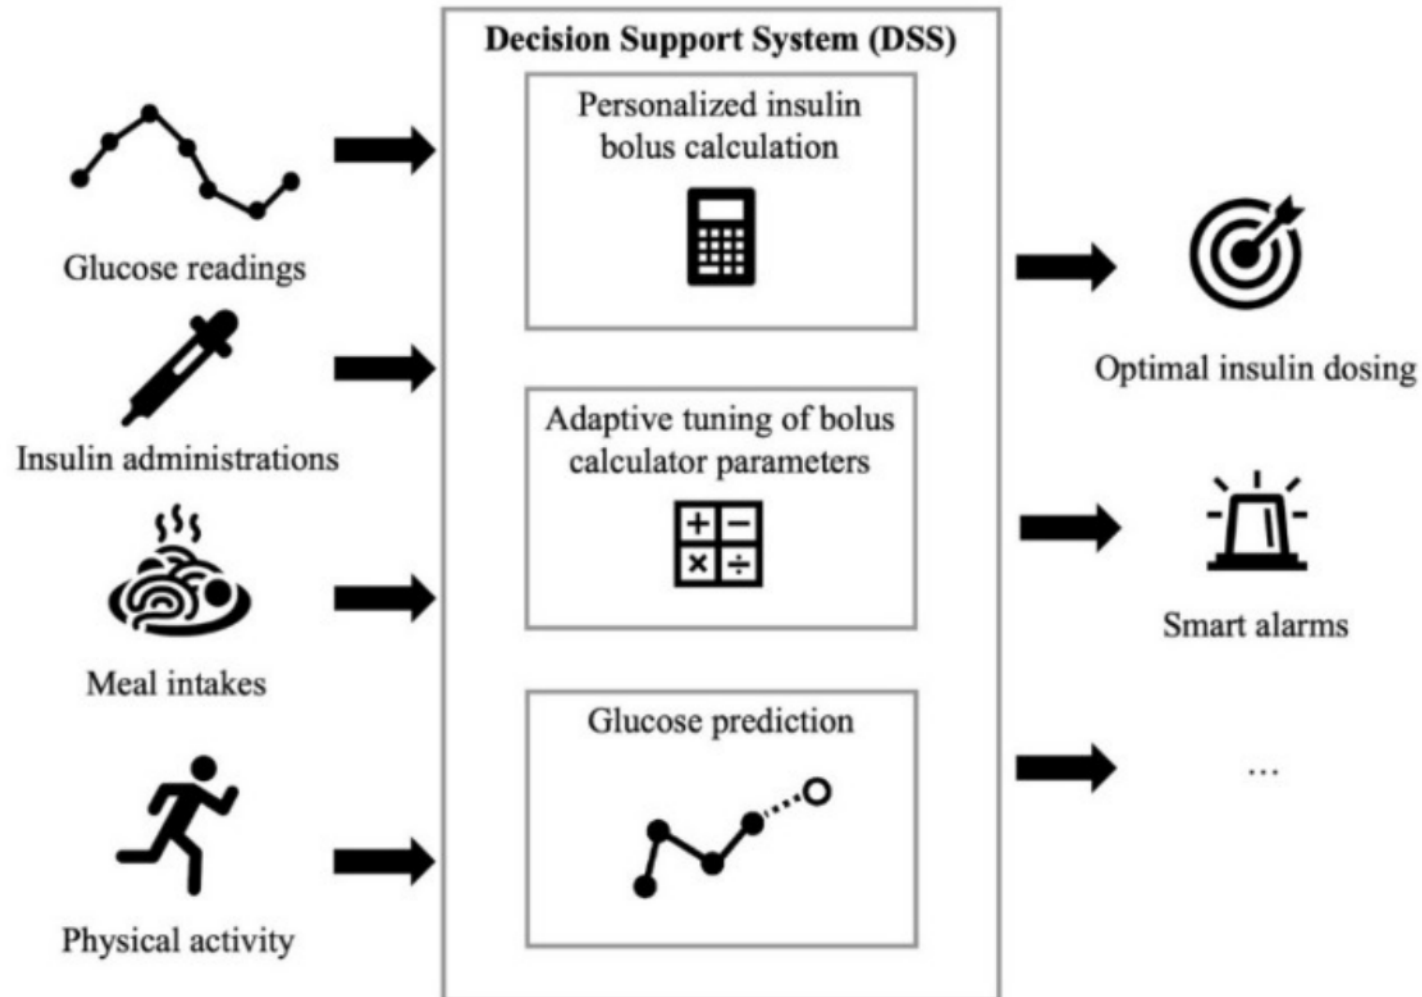 Decision Support System (DSS)
Personalized insulin
bolus calculation
Glucose readings
Optimal insulin dosing
Insulin administrations
Adaptive tuning of bolus
calculator parameters
Smart alarms
Meal intakes
Glucose prediction
...
Physical activity